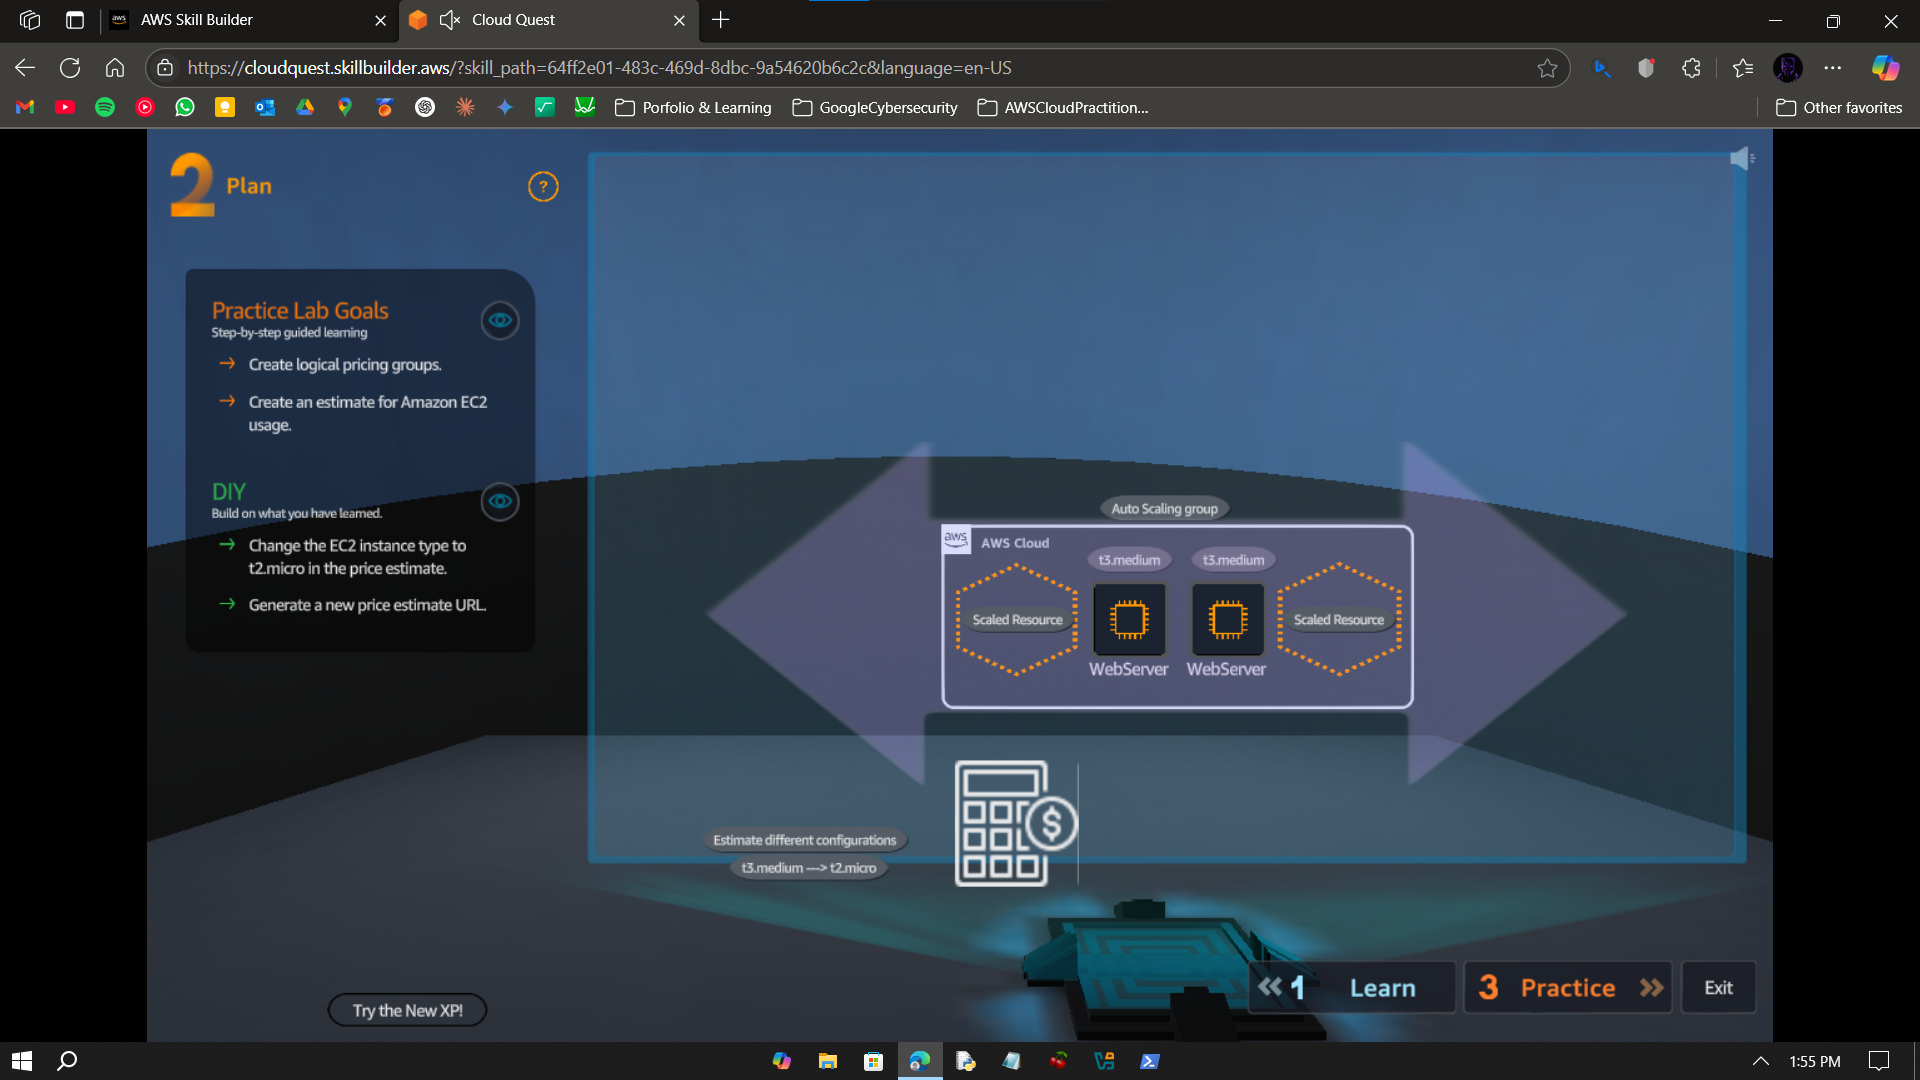 aws AWS Skill Builder
Cloud Quest
https://cloudquest.skillbuilder.aws/?skill_path=64ff2e01-483c-469d-8dbc-9a54620b6c2c&language=en-US
Porfolio & Learning
GoogleCybersecurity
AWSCloudPractition...
Other favorites
2 Plan
?
Practice Lab Goals
Step-by-step guided learning
Create logical pricing groups.
Create an estimate for Amazon EC2
usage.
DIY
Build on what you have learned.
Change the EC2 instance type to
t2.micro in the price estimate.
Generate a new price estimate URL.
Auto Scaling group
aws AWS Cloud
t3.medium
t3.medium
Scaled Resource
Scaled Resource
WebServer
WebServer
$
Estimate different configurations
t3.medium ---> t2.micro
Try the New XP!
1 Learn
3 Practice
Exit
1:55 PM